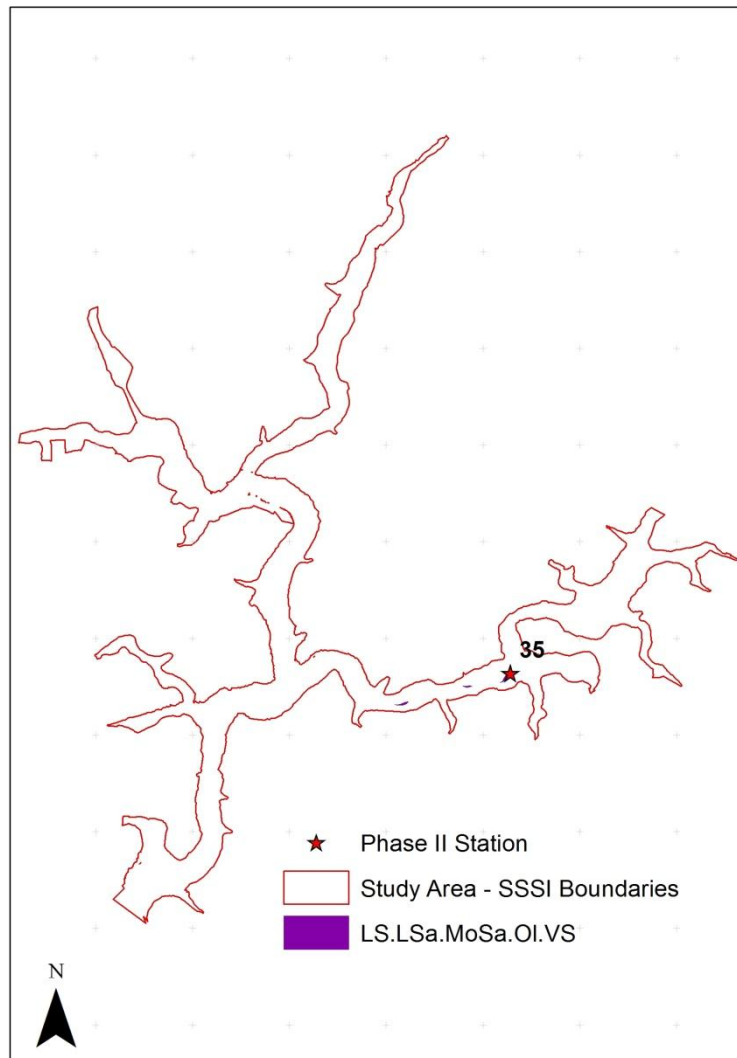 35
Phase II Station
Study Area - SSSI Boundaries
LS.LSa.MoSa.Ol.VS
N